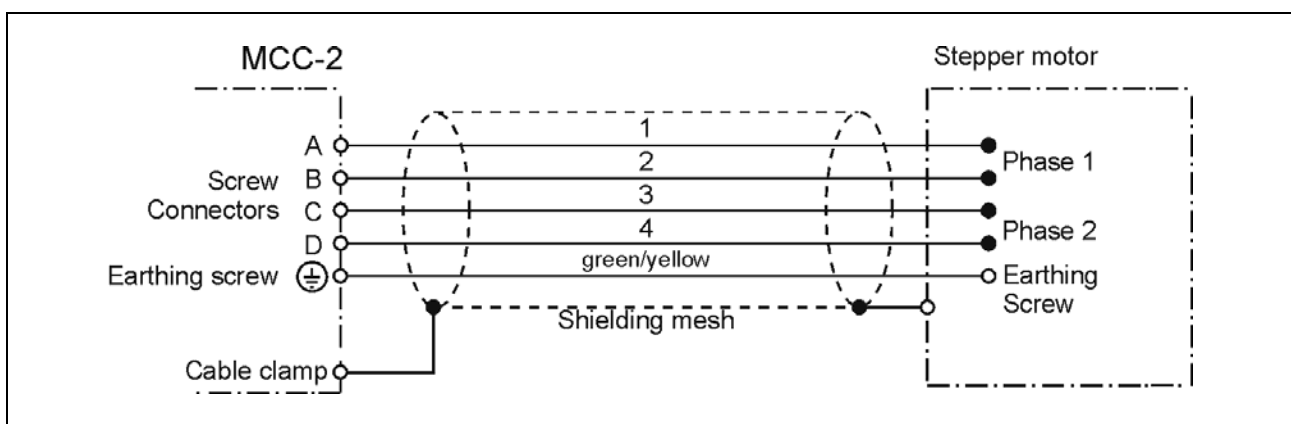 MCC-2
Stepper motor
A
1
Phase 1
Screw
Connectors
B
2
C
3
Phase 2
D
4
Earthing screw
green/yellow
Earthing
Screw
Shielding mesh
Cable clamp